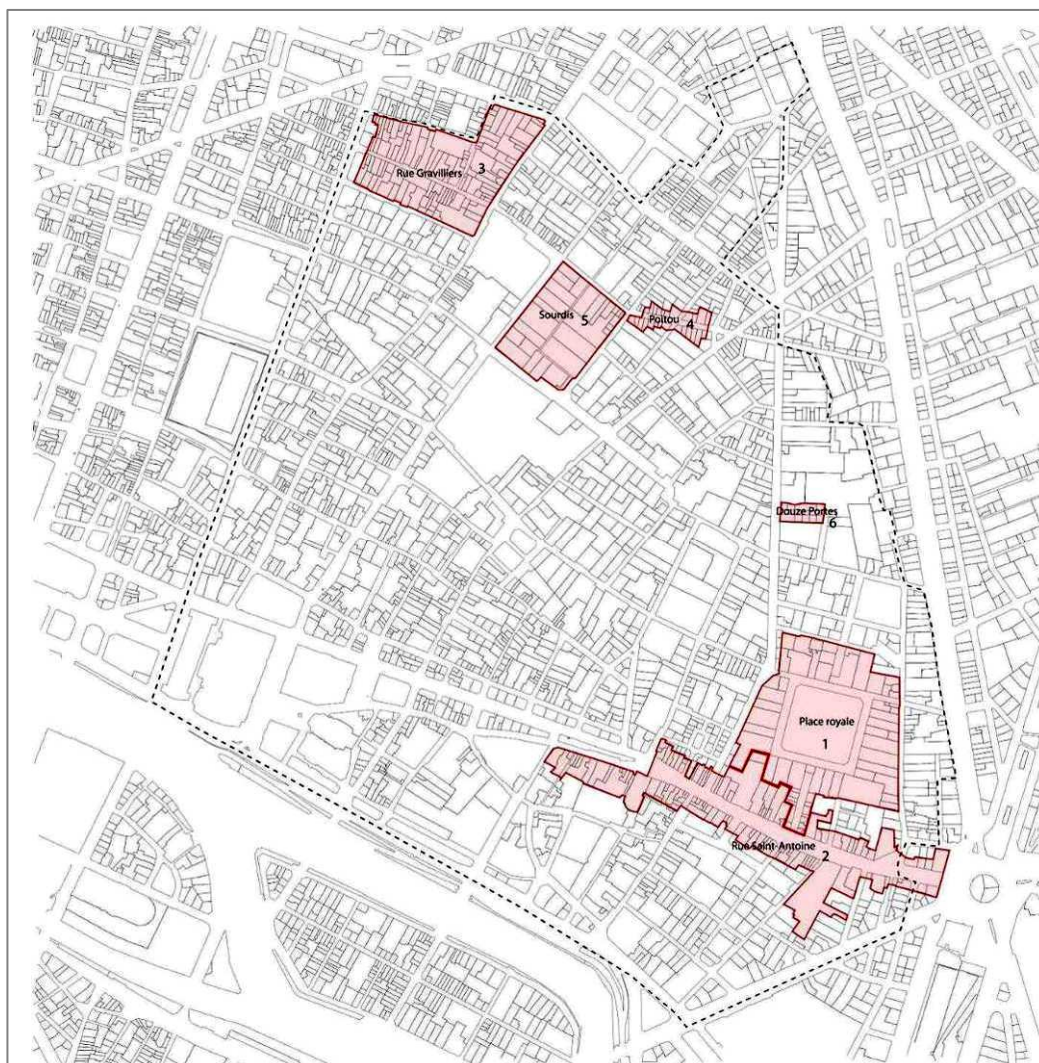 Rue Gravilliers
3
Sourdis
5
Poitou
4
Douze Portes
6
Place royale
1
Rue Saint-Antoine
2